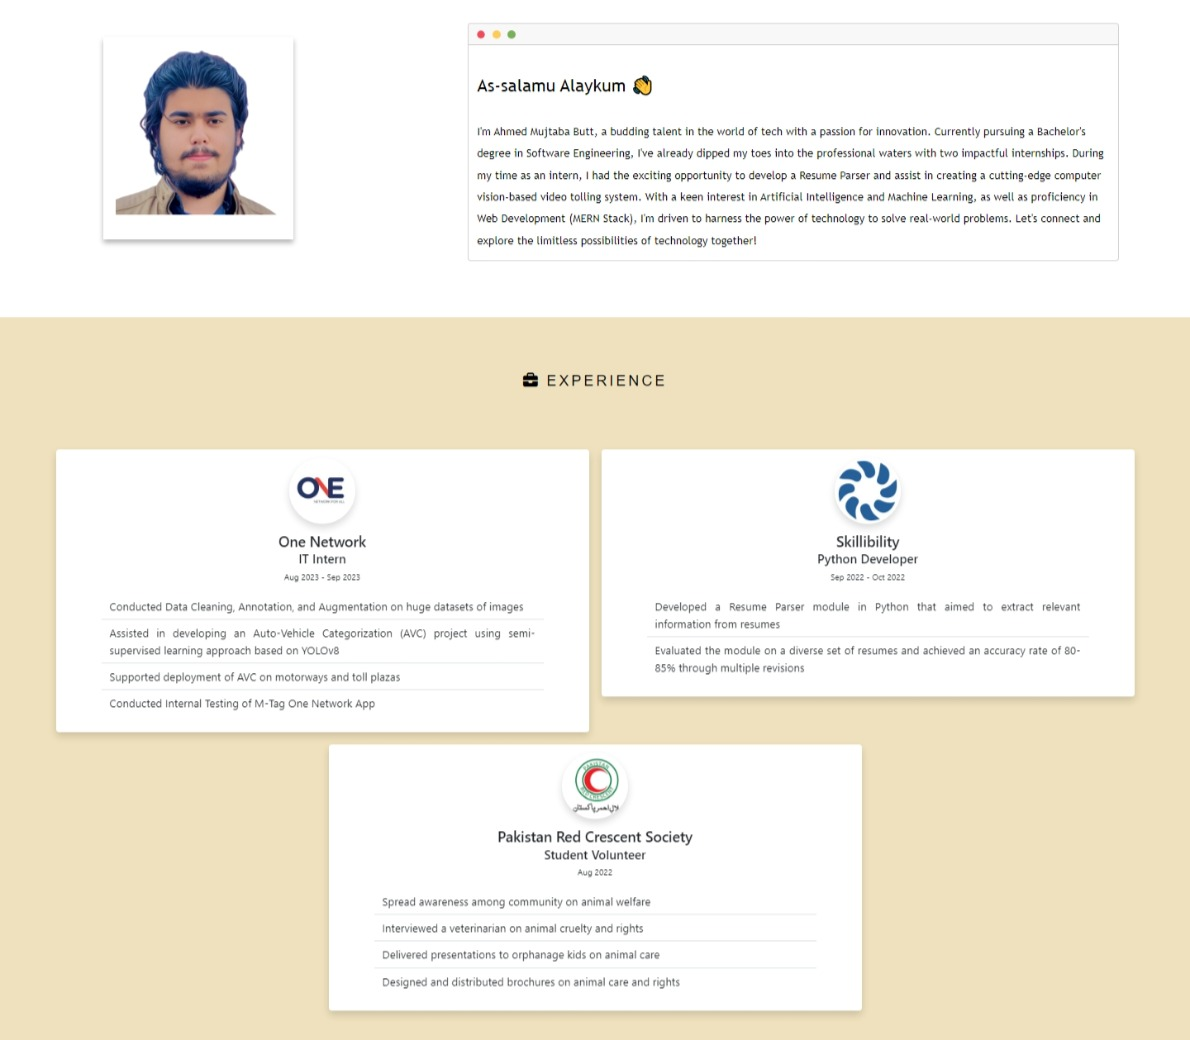 As-salamu Alaykum
I'm Ahmed Mujtaba Butt, a budding talent in the world of tech with a passion for innovation. Currently pursuing a Bachelor's
degree in Software Engineering, I've already dipped my toes into the professional waters with two impactful internships. During
my time as an intern, I had the exciting opportunity to develop a Resume Parser and assist in creating a cutting-edge computer
vision-based video tolling system. With a keen interest in Artificial Intelligence and Machine Learning, as well as proficiency in
Web Development (MERN Stack), I'm driven to harness the power of technology to solve real-world problems. Let's connect and
explore the limitless possibilities of technology together!
EXPERIENCE
ONE
One Network
IT Intern
Aug 2023 - Sep 2023
Conducted Data Cleaning, Annotation, and Augmentation on huge datasets of images
Assisted in developing an Auto-Vehicle Categorization (AVC) project using semi-
supervised learning approach based on YOLOv8
Supported deployment of AVC on motorways and toll plazas
Conducted Internal Testing of M-Tag One Network App
Skillibility
Python Developer
Sep 2022 - Oct 2022
Developed a Resume Parser module in Python that aimed to extract relevant
information from resumes
Evaluated the module on a diverse set of resumes and achieved an accuracy rate of 80-
85% through multiple revisions
PAKISTAN
ہلال احمر پاکستان
Pakistan Red Crescent Society
Student Volunteer
Aug 2022
Spread awareness among community on animal welfare
Interviewed a veterinarian on animal cruelty and rights
Delivered presentations to orphanage kids on animal care
Designed and distributed brochures on animal care and rights